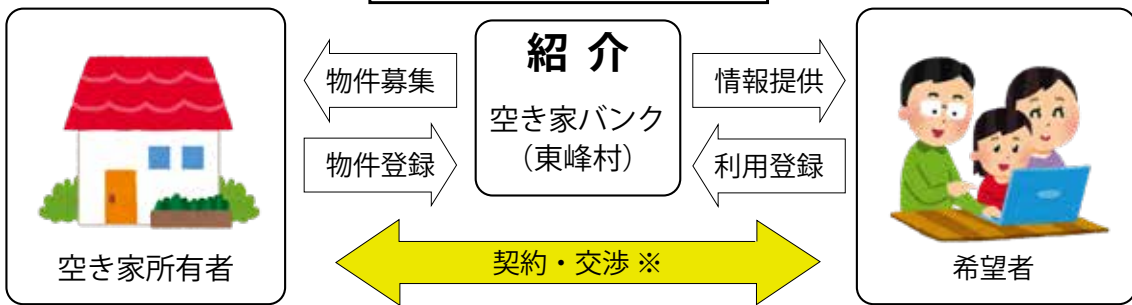 紹 介
空き家バンク
(東峰村)
物件募集
物件登録
情報提供
利用登録
契約・交渉 ※
空き家所有者
希望者